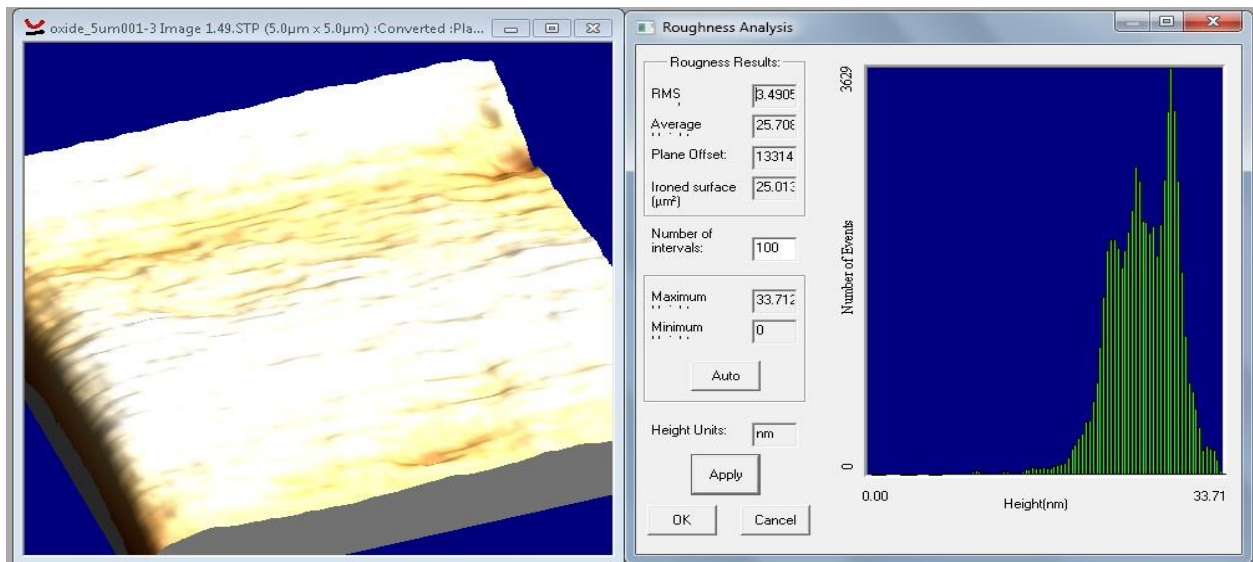 oxide_5um001-3 Image 1.49.STP (5.0µm x 5.0µm) :Converted :Pla...
Roughness Analysis
Rougness Results:
RMS
3.4905
Average
25.708
Plane Offset:
13314
Ironed surface
(µm²)
25.013
Number of
intervals:
100
Maximum
33.712
Minimum
0
Auto
Height Units:
nm
Apply
OK
Cancel
3629
Number of Events
0
0.00
33.71
Height(nm)